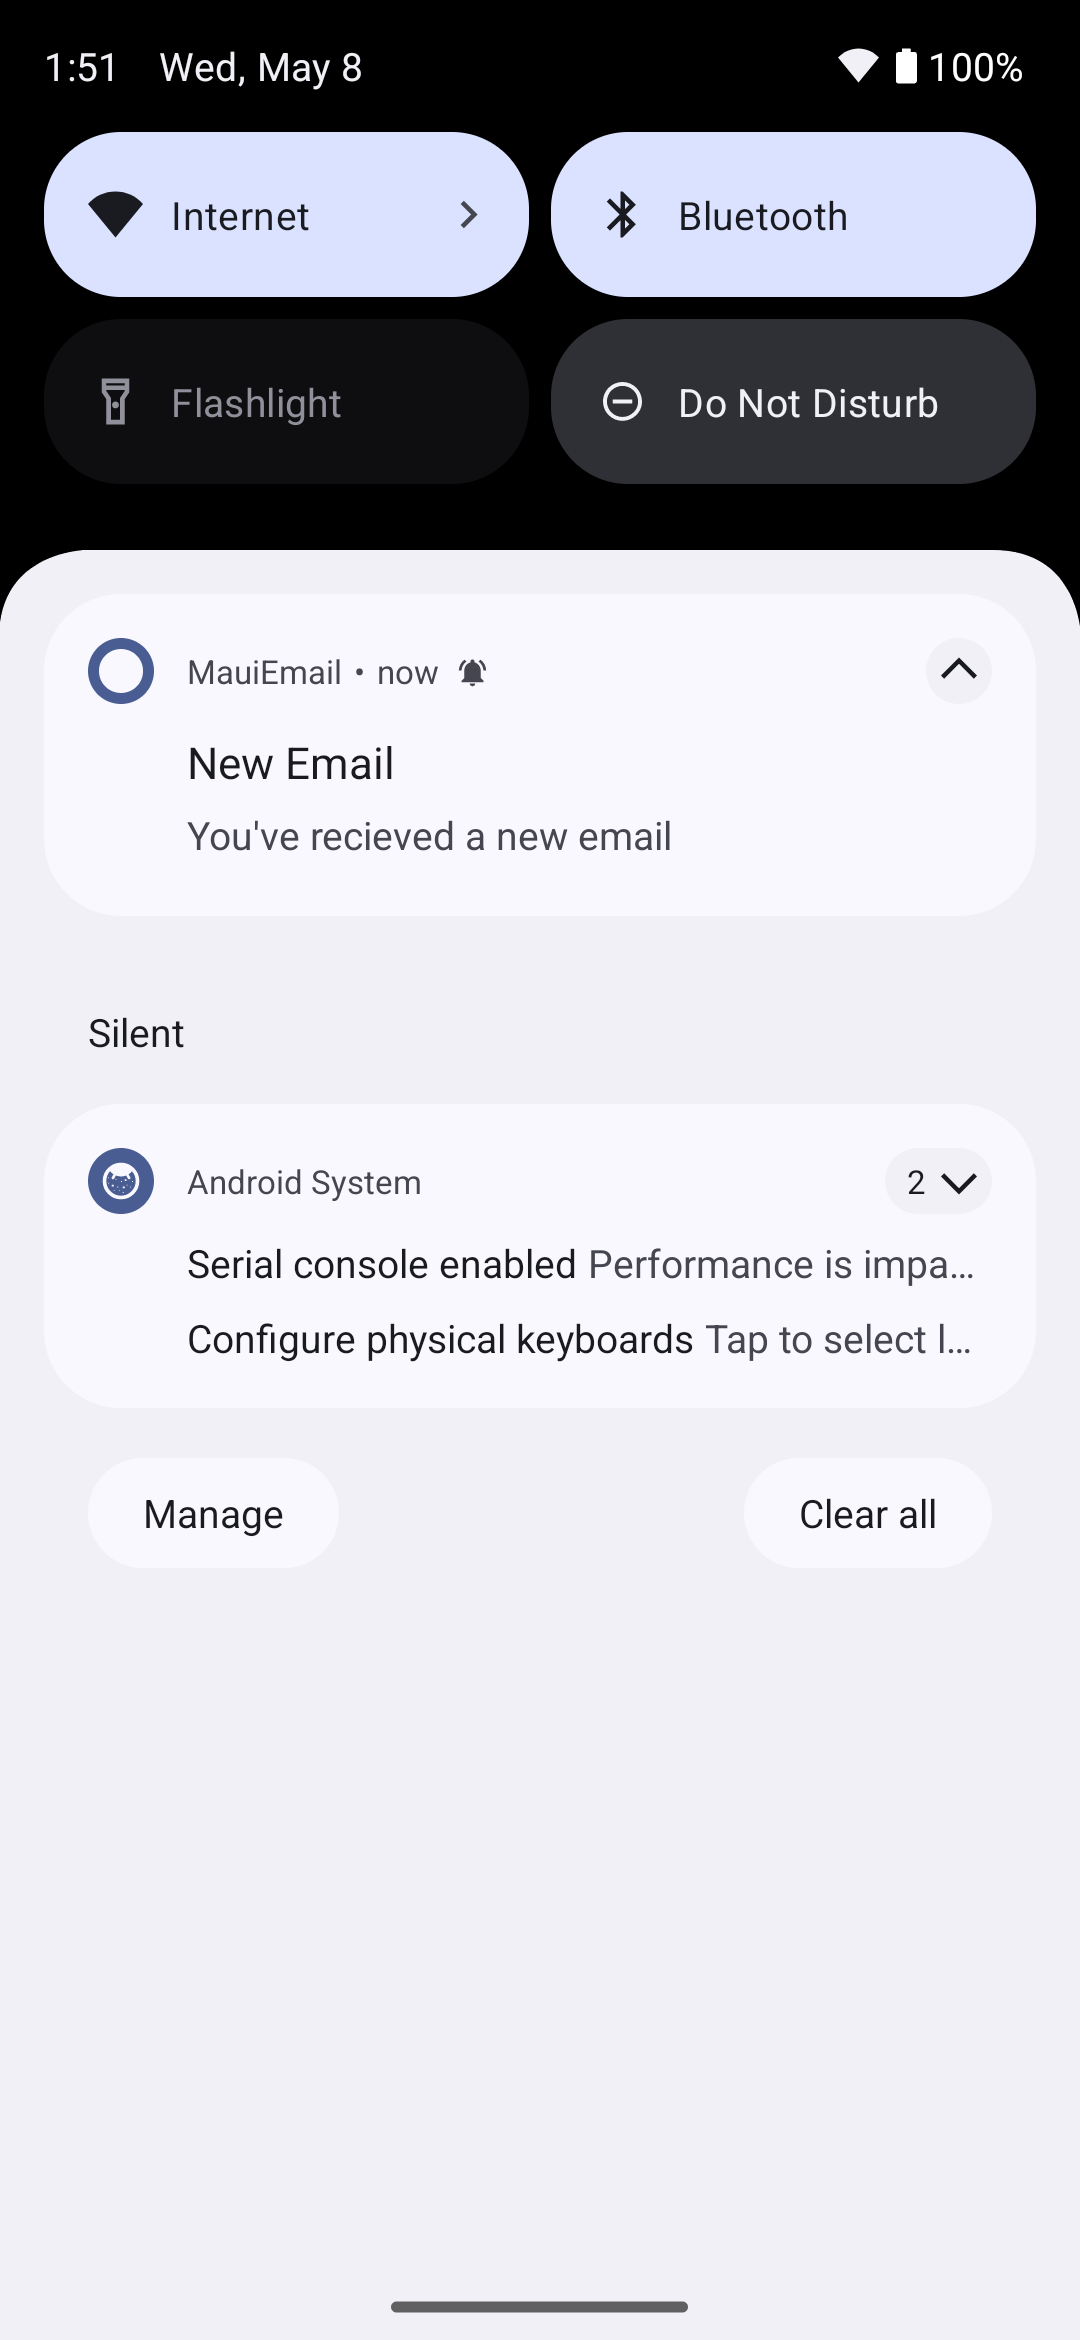 1:51 Wed, May 8 100%
Internet Bluetooth
Flashlight Do Not Disturb
MauiEmail • now
New Email
You've recieved a new email
Silent
Android System 2
Serial console enabled Performance is impa…
Configure physical keyboards Tap to select l…
Manage Clear all